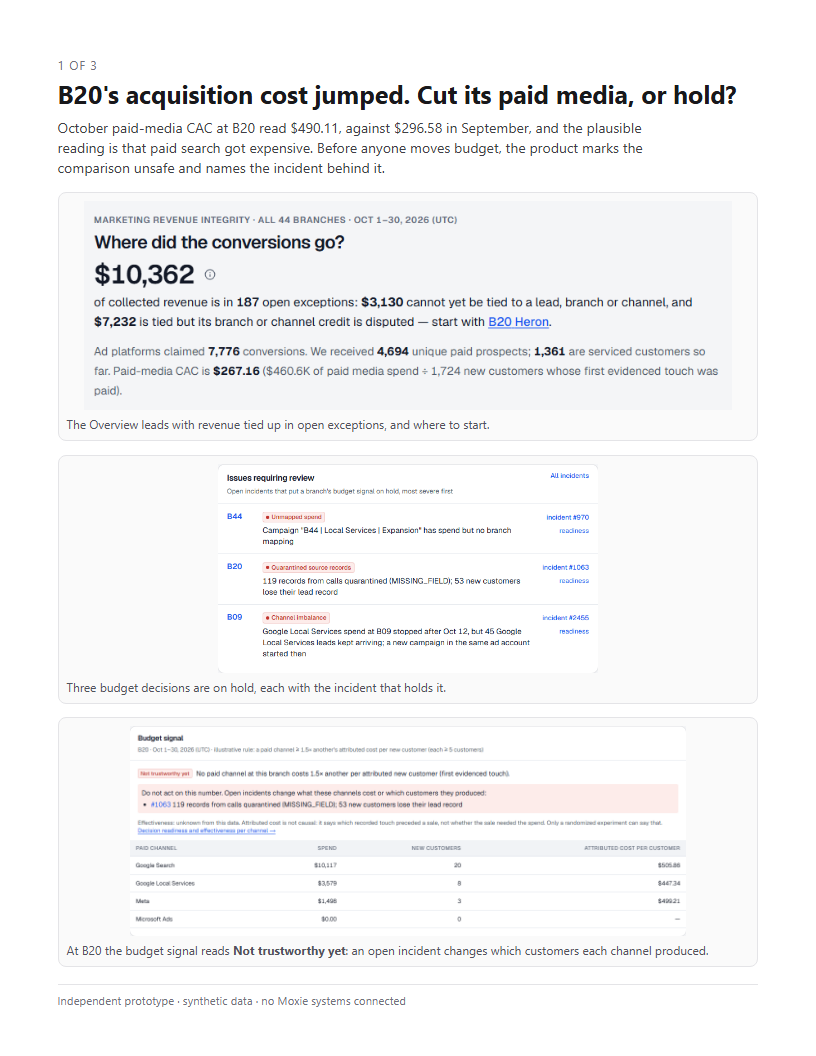 1 OF 3
B20's acquisition cost jumped. Cut its paid media, or hold?
October paid-media CAC at B20 read $490.11, against $296.58 in September, and the plausible
reading is that paid search got expensive. Before anyone moves budget, the product marks the
comparison unsafe and names the incident behind it.
MARKETING REVENUE INTEGRITY · ALL 44 BRANCHES · OCT 1–30, 2026 (UTC)
Where did the conversions go?
$10,362
of collected revenue is in 187 open exceptions: $3,130 cannot yet be tied to a lead, branch or channel, and
$7,232 is tied but its branch or channel credit is disputed — start with B20 Heron.
Ad platforms claimed 7,776 conversions. We received 4,694 unique paid prospects; 1,361 are serviced customers so
far. Paid-media CAC is $267.16 ($460.6K of paid media spend ÷ 1,724 new customers whose first evidenced touch was
paid).
The Overview leads with revenue tied up in open exceptions, and where to start.
Issues requiring review
All incidents
Open incidents that put a branch's budget signal on hold, most severe first
B44
Unmapped spend
incident #970
Campaign "B44 | Local Services | Expansion" has spend but no branch
readiness
mapping
B20
Quarantined source records
incident #1063
119 records from calls quarantined (MISSING_FIELD); 53 new customers
readiness
lose their lead record
B09
Channel imbalance
incident #2455
Google Local Services spend at B09 stopped after Oct 12, but 45 Google
readiness
Local Services leads kept arriving; a new campaign in the same ad account
started then
Three budget decisions are on hold, each with the incident that holds it.
Budget signal
B20 · Oct 1–30, 2026 (UTC) · illustrative rule: a paid channel ≥ 1.5× another's attributed cost per new customer (each ≥ 5 customers)
Not trustworthy yet No paid channel at this branch costs 1.5× another per attributed new customer (first evidenced touch).
Do not act on this number. Open incidents change what these channels cost or which customers they produced:
• #1063 119 records from calls quarantined (MISSING_FIELD); 53 new customers lose their lead record
Effectiveness: unknown from this data. Attributed cost is not causal: it says which recorded touch preceded a sale, not whether the sale needed the spend. Only a randomized experiment can say that.
Decision readiness and effectiveness per channel →
PAID CHANNEL SPEND NEW CUSTOMERS ATTRIBUTED COST PER CUSTOMER
Google Search $10,117 20 $505.86
Google Local Services $3,579 8 $447.34
Meta $1,498 3 $499.21
Microsoft Ads $0.00 0 —
At B20 the budget signal reads Not trustworthy yet: an open incident changes which customers each channel produced.
Independent prototype · synthetic data · no Moxie systems connected